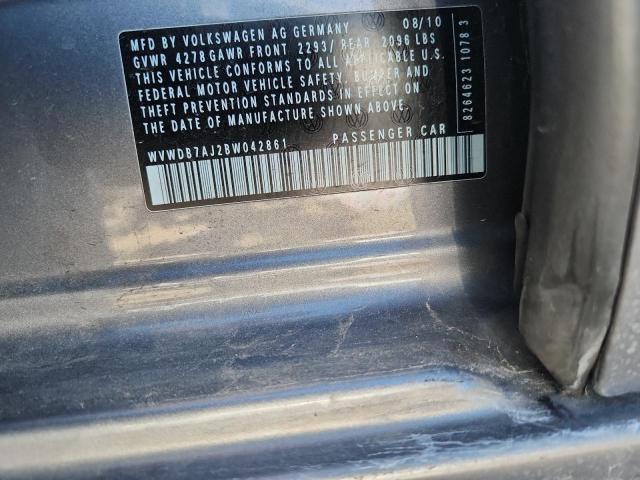 MFD BY VOLKSWAGEN AG GERMANY 08/10
GVWR 4278 GAWR FRONT 2293/ REAR 2096 LBS
THIS VEHICLE CONFORMS TO ALL APPLICABLE U.S.
FEDERAL MOTOR VEHICLE SAFETY, BUMPER AND
THEFT PREVENTION STANDARDS IN EFFECT ON
THE DATE OF MANUFACTURE SHOWN ABOVE.
WVWDB7AJ2BW042861 PASSENGER CAR
8264623 1078 3